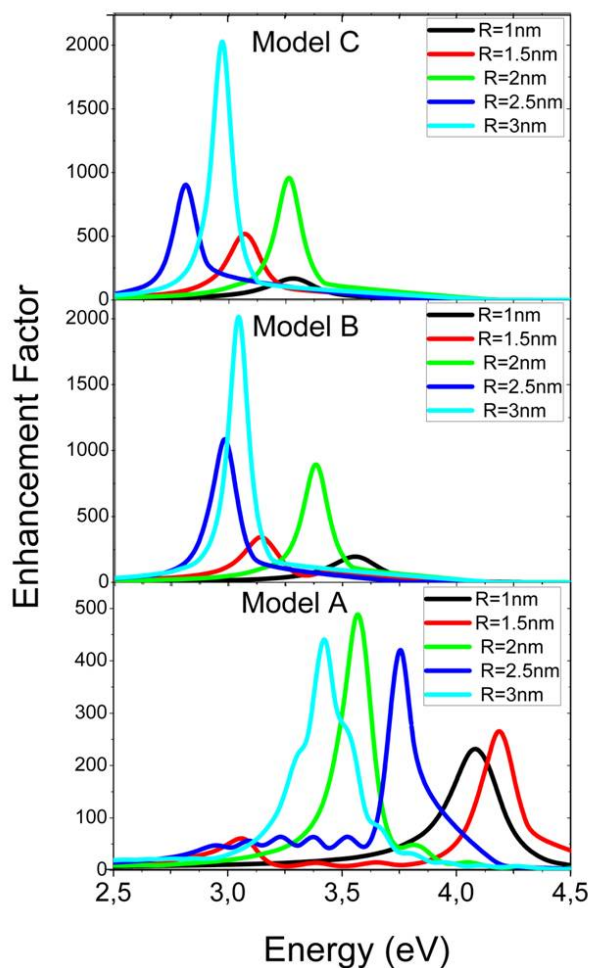 Model C
R=1nm
R=1.5nm
R=2nm
R=2.5nm
R=3nm
2000
1500
1000
500
0
Model B
R=1nm
R=1.5nm
R=2nm
R=2.5nm
R=3nm
2000
1500
1000
500
0
Model A
R=1nm
R=1.5nm
R=2nm
R=2.5nm
R=3nm
500
400
300
200
100
0
Enhancement Factor
2,5 3,0 3,5 4,0 4,5
Energy (eV)